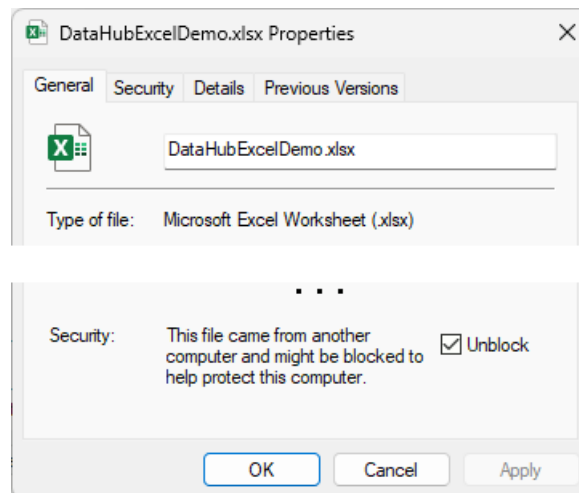 DataHubExcelDemo.xlsx Properties
General Security Details Previous Versions
DataHubExcelDemo.xlsx
Type of file: Microsoft Excel Worksheet (.xlsx)
...
Security: This file came from another
computer and might be blocked to
help protect this computer.
Unblock
OK Cancel Apply